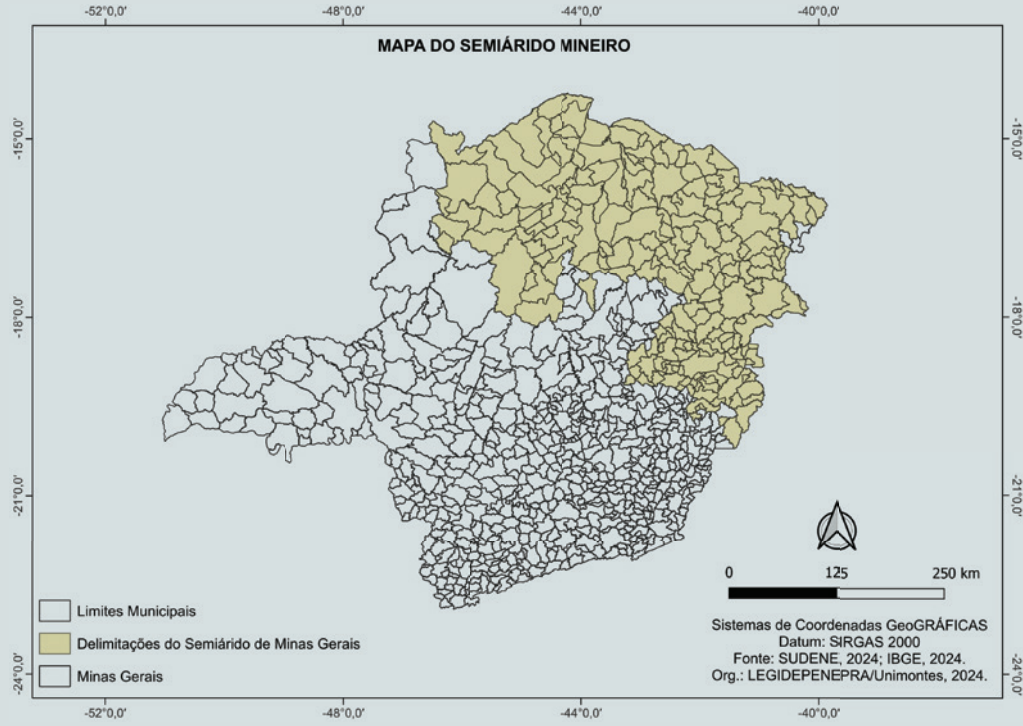 -52°0,0' -48°0,0' -44°0,0' -40°0,0'
MAPA DO SEMIÁRIDO MINEIRO
-15°0,0' -15°0,0'
-18°0,0' -18°0,0'
-21°0,0' -21°0,0'
0 125 250 km
Limites Municipais
Delimitações do Semiárido de Minas Gerais
Minas Gerais
Sistemas de Coordenadas GeoGRÁFICAS
Datum: SIRGAS 2000
Fonte: SUDENE, 2024; IBGE, 2024.
Org.: LEGIDEPENEPRA/Unimontes, 2024.
-24°0,0' -24°0,0'
-52°0,0' -48°0,0' -44°0,0' -40°0,0'